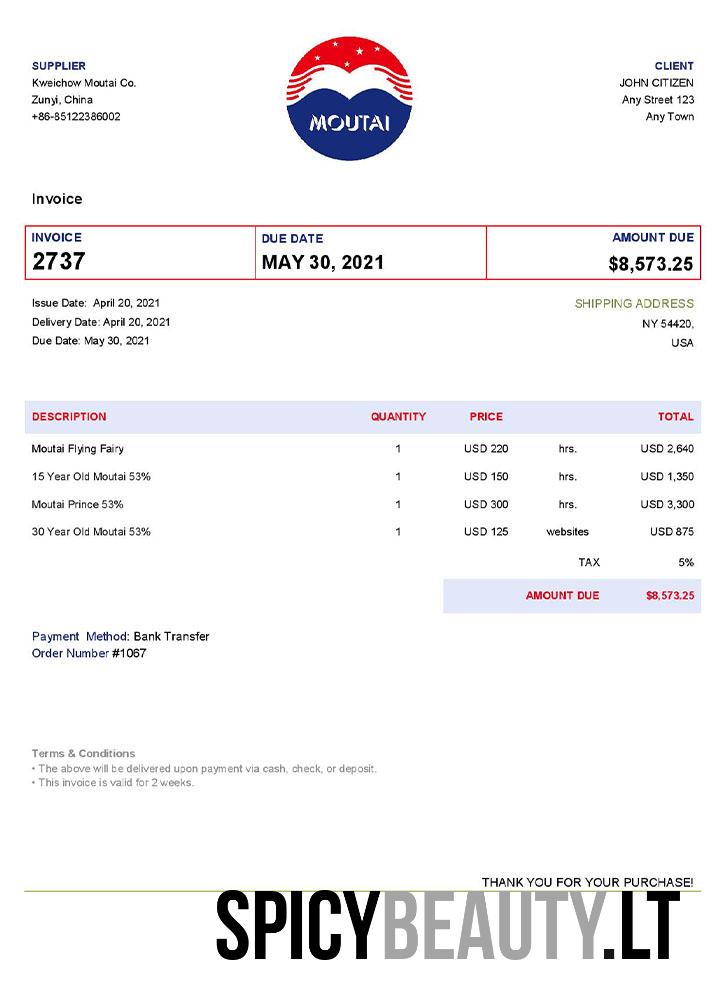 SUPPLIER
Kweichow Moutai Co.
Zunyi, China
+86-85122386002
MOUTAI
CLIENT
JOHN CITIZEN
Any Street 123
Any Town
Invoice
INVOICE
2737
DUE DATE
MAY 30, 2021
AMOUNT DUE
$8,573.25
Issue Date: April 20, 2021
Delivery Date: April 20, 2021
Due Date: May 30, 2021
SHIPPING ADDRESS
NY 54420,
USA
DESCRIPTION QUANTITY PRICE TOTAL
Moutai Flying Fairy 1 USD 220 hrs. USD 2,640
15 Year Old Moutai 53% 1 USD 150 hrs. USD 1,350
Moutai Prince 53% 1 USD 300 hrs. USD 3,300
30 Year Old Moutai 53% 1 USD 125 websites USD 875
TAX 5%
AMOUNT DUE $8,573.25
Payment Method: Bank Transfer
Order Number #1067
Terms & Conditions
• The above will be delivered upon payment via cash, check, or deposit.
• This invoice is valid for 2 weeks.
THANK YOU FOR YOUR PURCHASE!
SPICYBEAUTY.LT